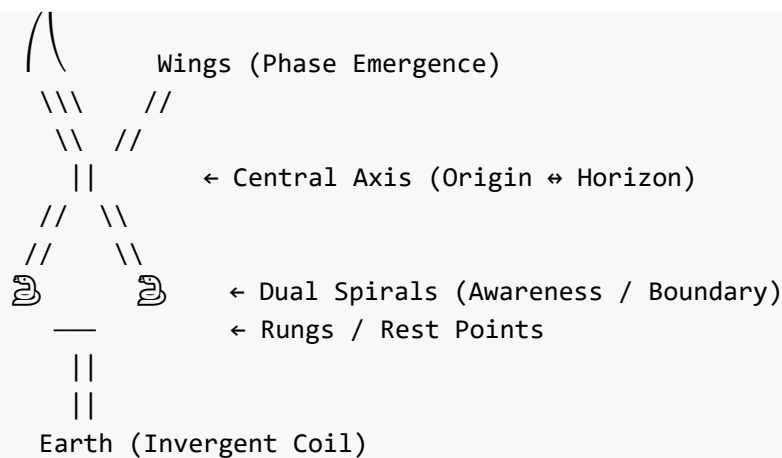 Wings (Phase Emergence)
\\\ //
\\ //
|| ← Central Axis (Origin ↔ Horizon)
// \\
// \\
🐍 🐍 ← Dual Spirals (Awareness / Boundary)
── ← Rungs / Rest Points
||
||
Earth (Invergent Coil)